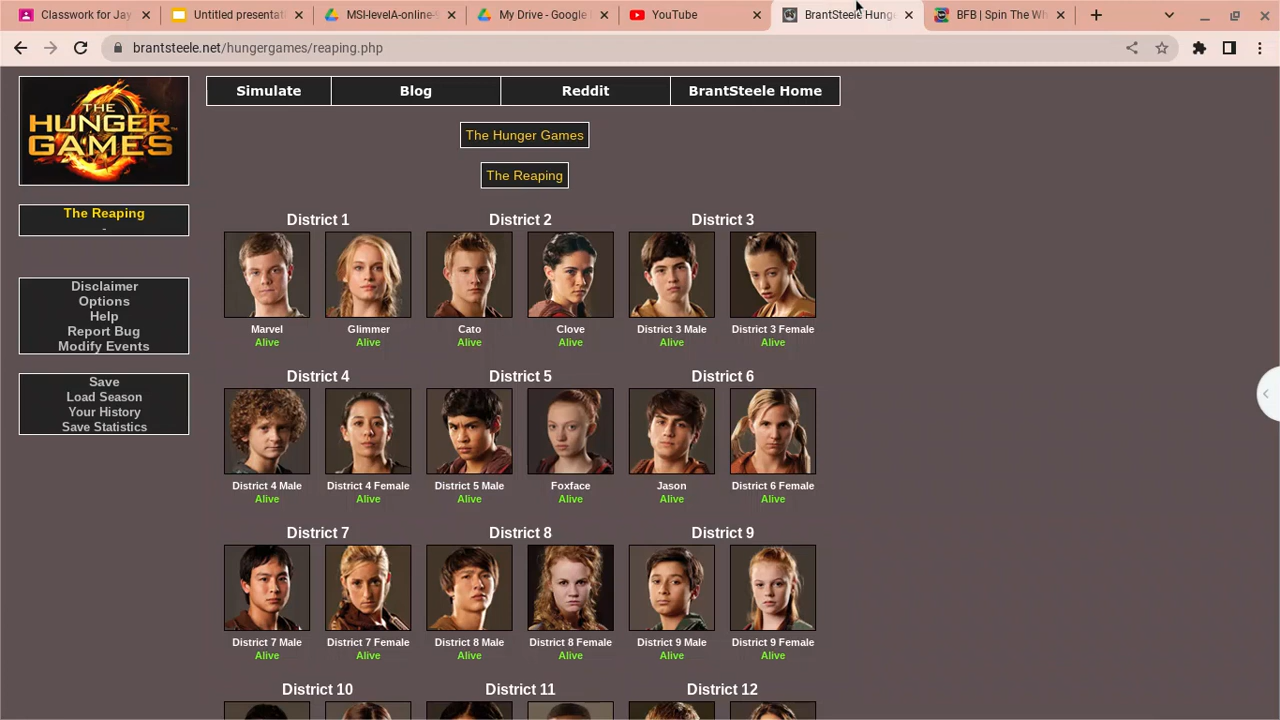 Classwork for Jay
Untitled presentat
MSI-levelA-online-s
My Drive - Google
YouTube
BrantSteele Hunge
BFB | Spin The Wh
brantsteele.net/hungergames/reaping.php
THE
HUNGER
GAMES
Simulate
Blog
Reddit
BrantSteele Home
The Hunger Games
The Reaping
The Reaping
-
Disclaimer
Options
Help
Report Bug
Modify Events
Save
Load Season
Your History
Save Statistics
District 1 District 2 District 3
Marvel Glimmer Cato Clove District 3 Male District 3 Female
Alive Alive Alive Alive Alive Alive
District 4 District 5 District 6
District 4 Male District 4 Female District 5 Male Foxface Jason District 6 Female
Alive Alive Alive Alive Alive Alive
District 7 District 8 District 9
District 7 Male District 7 Female District 8 Male District 8 Female District 9 Male District 9 Female
Alive Alive Alive Alive Alive Alive
District 10 District 11 District 12